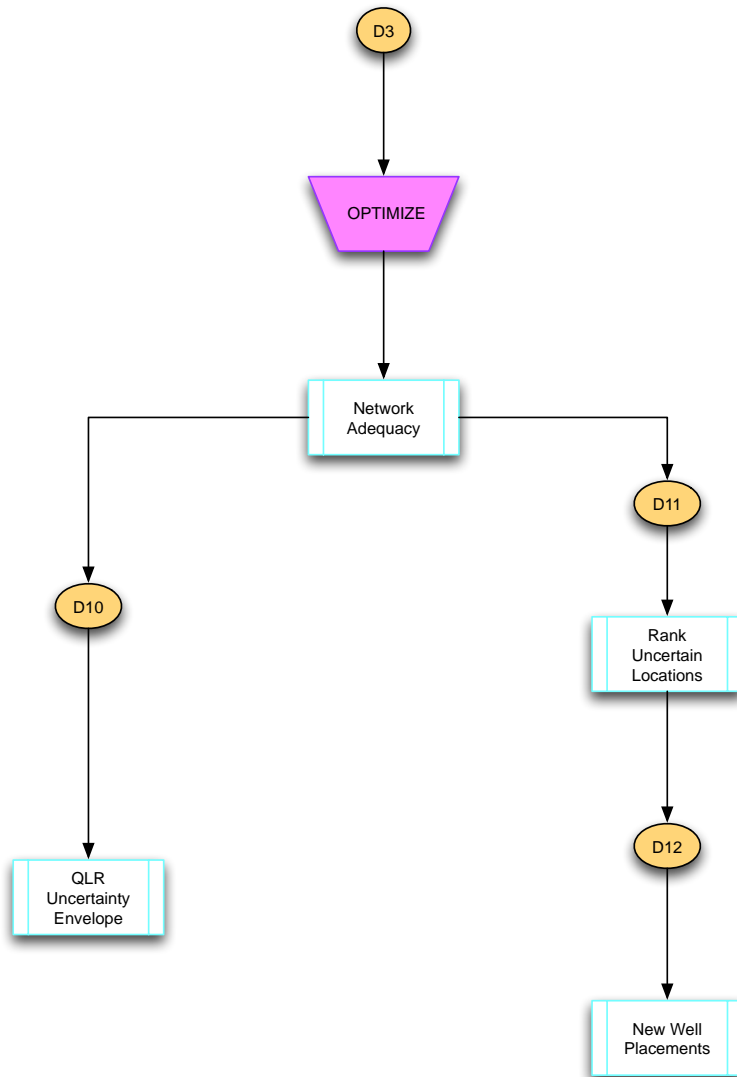 D3
OPTIMIZE
Network
Adequacy
D11
D10
Rank
Uncertain
Locations
D12
QLR
Uncertainty
Envelope
New Well
Placements